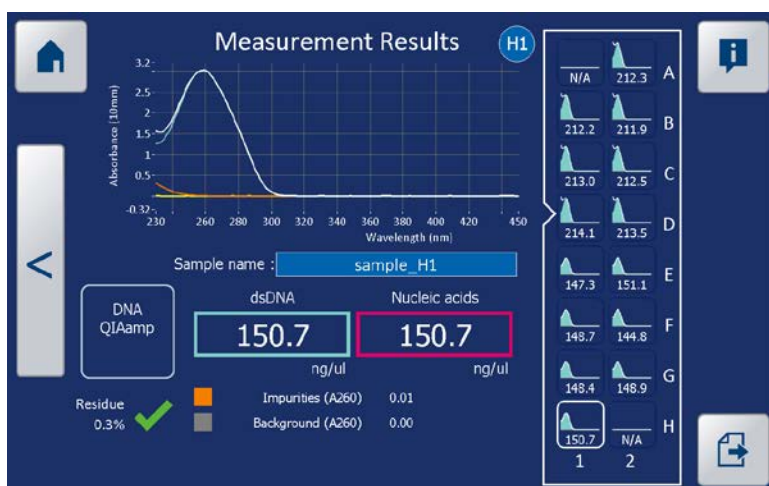 Measurement Results
H1
Absorbance (10mm)
3.2
2.5
2
1.5
1
0.5
-0.32
230 260 280 300 320 340 360 380 400 420 450
Wavelength (nm)
Sample name : sample_H1
DNA
QIAamp
dsDNA Nucleic acids
150.7 150.7
ng/ul ng/ul
Residue
0.3%
Impurities (A260) 0.01
Background (A260) 0.00
N/A 212.3 A
212.2 211.9 B
213.0 212.5 C
214.1 213.5 D
147.3 151.1 E
148.7 144.8 F
148.4 148.9 G
150.7 N/A H
1 2
i
<